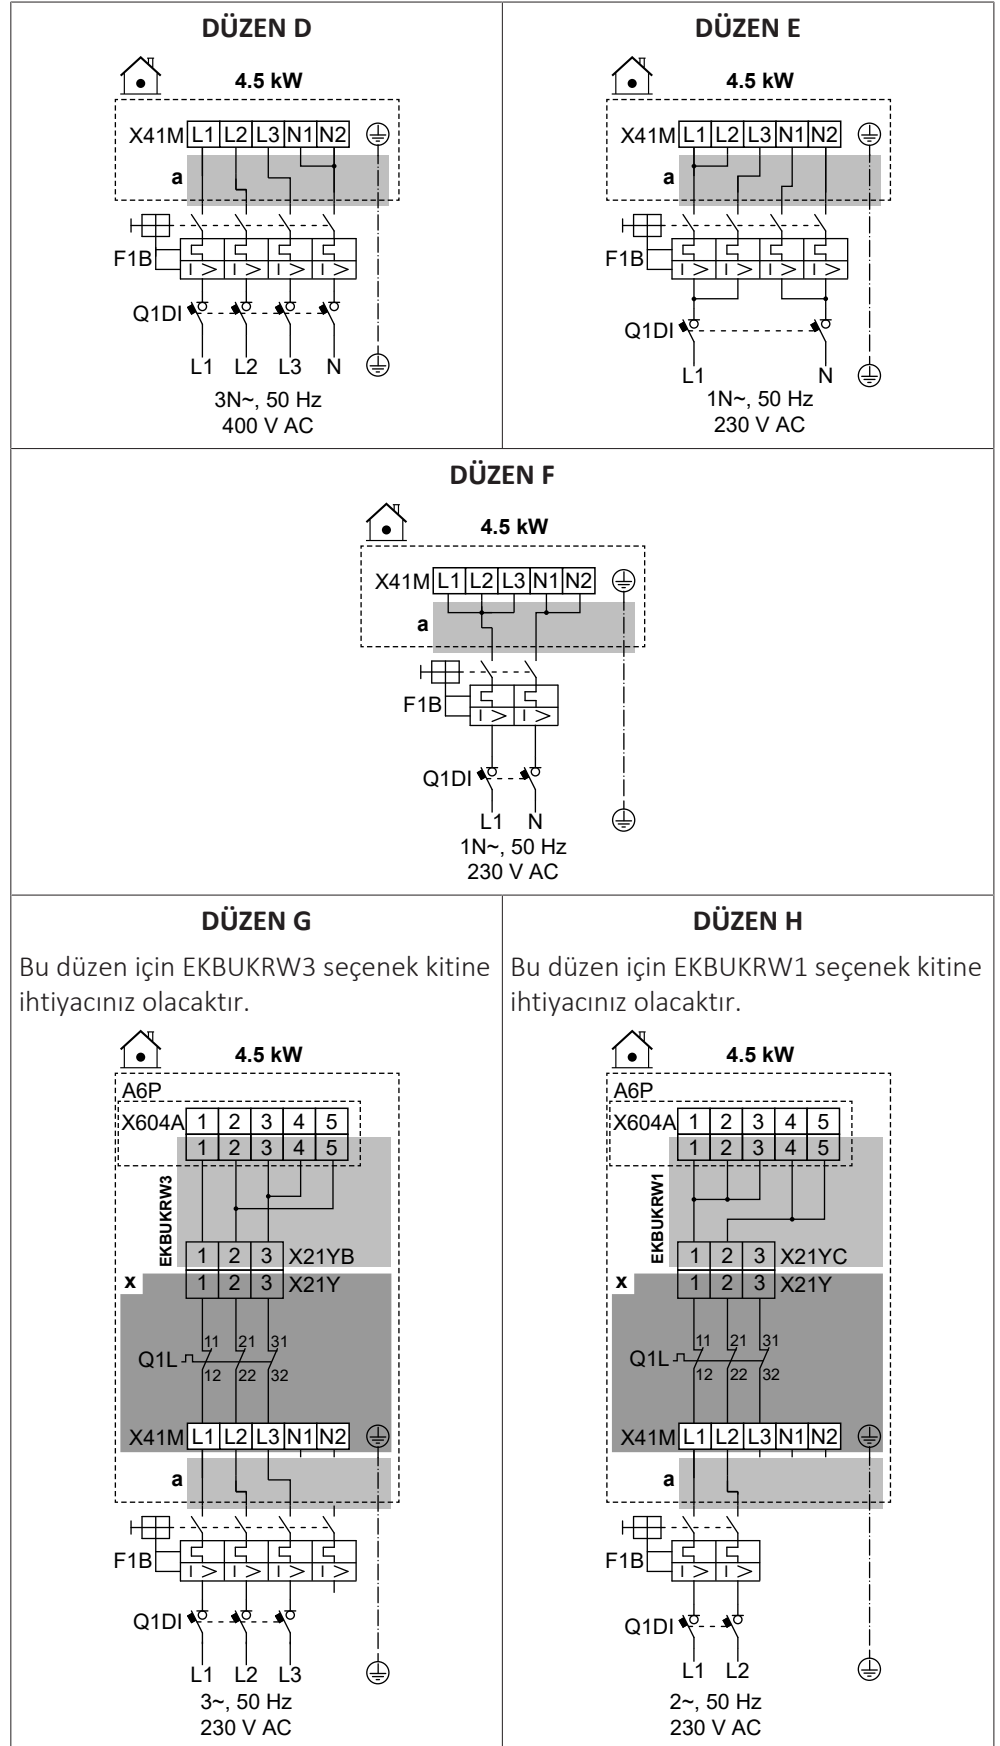 DÜZEN D
4.5 kW
X41M L1 L2 L3 N1 N2
a
F1B
I > I > I > I >
Q1DI
L1 L2 L3 N
3N~, 50 Hz
400 V AC
DÜZEN E
4.5 kW
X41M L1 L2 L3 N1 N2
a
F1B
I > I > I > I >
Q1DI
L1 N
1N~, 50 Hz
230 V AC
DÜZEN F
4.5 kW
X41M L1 L2 L3 N1 N2
a
F1B
I > I >
Q1DI
L1 N
1N~, 50 Hz
230 V AC
DÜZEN G
Bu düzen için EKBUKRW3 seçenek kitine
ihtiyacınız olacaktır.
4.5 kW
A6P
X604A 1 2 3 4 5
1 2 3 4 5
EKBUKRW3
1 2 3 X21YB
x 1 2 3 X21Y
11 21 31
Q1L
12 22 32
X41M L1 L2 L3 N1 N2
a
F1B
I > I > I > I >
Q1DI
L1 L2 L3
3~, 50 Hz
230 V AC
DÜZEN H
Bu düzen için EKBUKRW1 seçenek kitine
ihtiyacınız olacaktır.
4.5 kW
A6P
X604A 1 2 3 4 5
1 2 3 4 5
EKBUKRW1
1 2 3 X21YC
x 1 2 3 X21Y
11 21 31
Q1L
12 22 32
X41M L1 L2 L3 N1 N2
a
F1B
I > I >
Q1DI
L1 L2
2~, 50 Hz
230 V AC